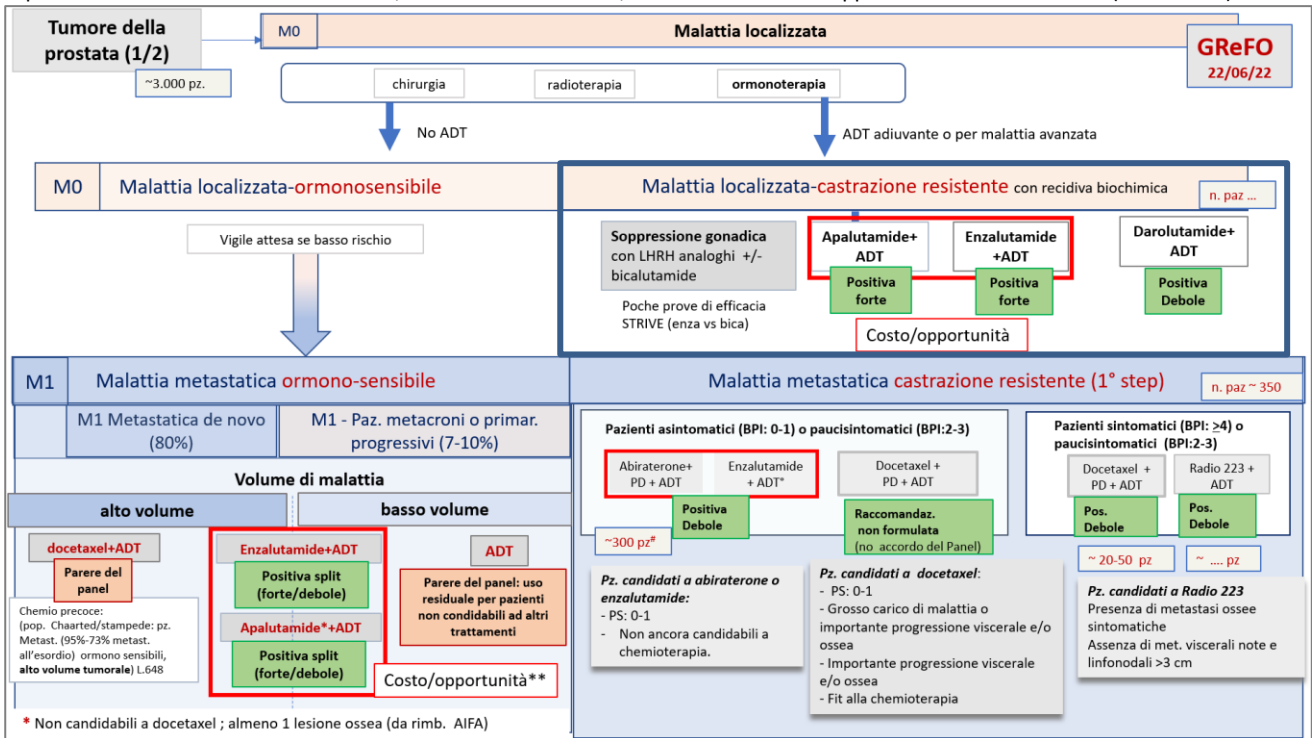 Tumore della
prostata (1/2)
~3.000 pz.
M0
Malattia localizzata
GReFO
22/06/22
chirurgia
radioterapia
ormonoterapia
No ADT
ADT adiuvante o per malattia avanzata
M0
Malattia localizzata-ormonosensibile
Malattia localizzata-castrazione resistente con recidiva biochimica
n. paz ...
Vigile attesa se basso rischio
Soppressione gonadica
con LHRH analoghi +/-
bicalutamide
Poche prove di efficacia
STRIVE (enza vs bica)
Apalutamide+
ADT
Positiva
forte
Enzalutamide
+ADT
Positiva
forte
Darolutamide+
ADT
Positiva
Debole
Costo/opportunità
M1
Malattia metastatica ormono-sensibile
Malattia metastatica castrazione resistente (1° step)
n. paz ~ 350
M1 Metastatica de novo
(80%)
M1 - Paz. metacroni o primar.
progressivi (7-10%)
Volume di malattia
alto volume
basso volume
docetaxel+ADT
Parere del
panel
Chemio precoce:
(pop. Chaarted/stampede: pz.
Metast. (95%-73% metast.
all'esordio) ormono sensibili,
alto volume tumorale) L.648
Enzalutamide+ADT
Positiva split
(forte/debole)
Apalutamide*+ADT
Positiva split
(forte/debole)
ADT
Parere del panel: uso
residuale per pazienti
non condidabili ad altri
trattamenti
Costo/opportunità**
* Non candidabili a docetaxel ; almeno 1 lesione ossea (da rimb. AIFA)
Pazienti asintomatici (BPI: 0-1) o paucisintomatici (BPI:2-3)
Abiraterone+
PD + ADT
Enzalutamide
+ ADT*
Positiva
Debole
~300 pz#
Docetaxel +
PD + ADT
Raccomandaz.
non formulata
(no accordo del Panel)
Pz. candidati a abiraterone o
enzalutamide:
- PS: 0-1
- Non ancora candidabili a
chemioterapia.
Pz. candidati a docetaxel:
- PS: 0-1
- Grosso carico di malattia o
importante progressione viscerale e/o
ossea
- Importante progressione viscerale
e/o ossea
- Fit alla chemioterapia
Pazienti sintomatici (BPI: ≥4) o
paucisintomatici (BPI:2-3)
Docetaxel +
PD + ADT
Pos.
Debole
Radio 223 +
ADT
Pos.
Debole
~ 20-50 pz
~ .... pz
Pz. candidati a Radio 223
Presenza di metastasi ossee
sintomatiche
Assenza di met. viscerali note e
linfonodali >3 cm